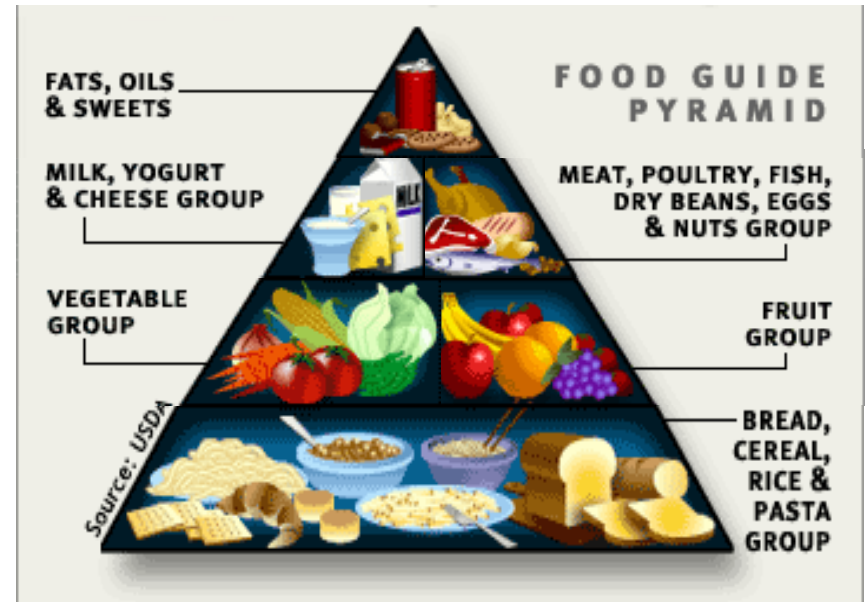 FOOD GUIDE
PYRAMID
FATS, OILS
& SWEETS
MILK, YOGURT
& CHEESE GROUP
MEAT, POULTRY, FISH,
DRY BEANS, EGGS
& NUTS GROUP
MILK
VEGETABLE
GROUP
FRUIT
GROUP
BREAD,
CEREAL,
RICE &
PASTA
GROUP
Source: USDA